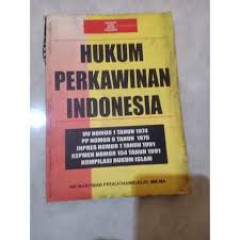 HUKUM
PERKAWINAN
INDONESIA
UU NOMOR 1 TAHUN 1974
PP NOMOR 9 TAHUN 1975
INPRES NOMOR 1 TAHUN 1991
KEPMEN NOMOR 154 TAHUN 1991
KOMPILASI HUKUM ISLAM